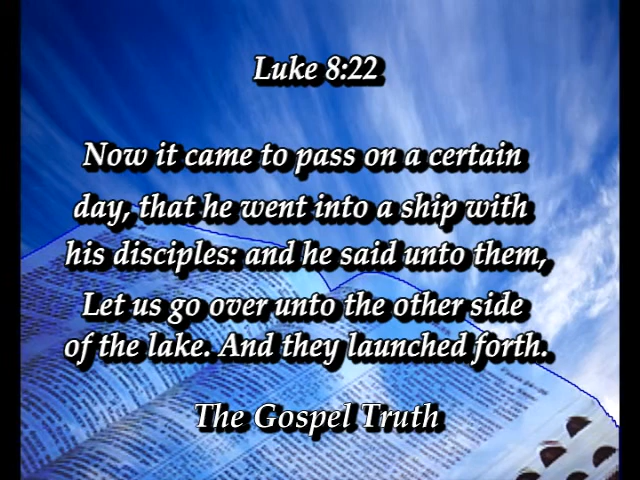 Luke 8:22
Now it came to pass on a certain
day, that he went into a ship with
his disciples: and he said unto them,
Let us go over unto the other side
of the lake. And they launched forth.
The Gospel Truth